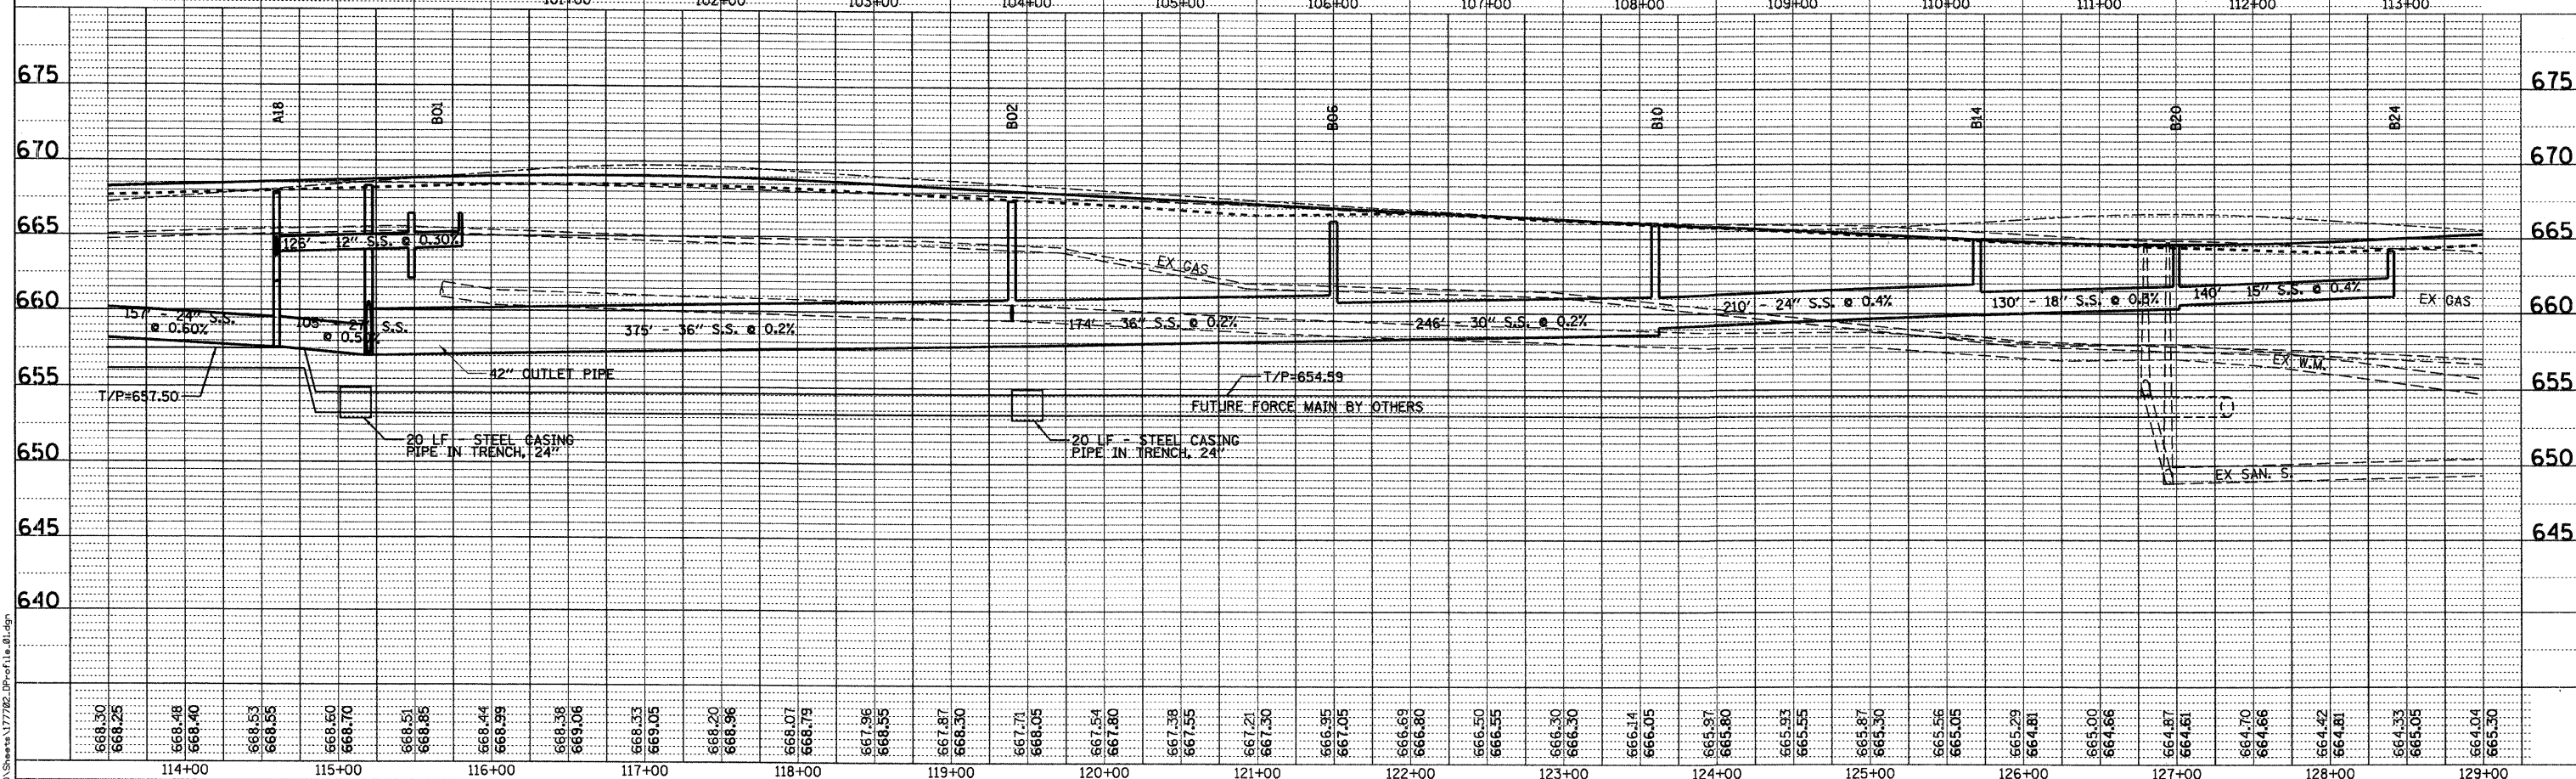 101+00 102+00 103+00 104+00 105+00 106+00 107+00 108+00 109+00 110+00 111+00 112+00 113+00
675 675
A18 B01 B02 B06 B10 B14 B20 B24
670 670
665 665
126' - 12" S.S. @ 0.30%
EX GAS
660 660
157' - 24" S.S.
@ 0.60%
105' - 27" S.S.
375' - 36" S.S. @ 0.2%
174' - 36" S.S. @ 0.2%
246' - 30" S.S. @ 0.2%
210' - 24" S.S. @ 0.4%
130' - 18" S.S. @
140' 15" S.S. @ 0.4%
EX GAS
EX W.M.
655 655
T/P=657.50
42" OUTLET PIPE
T/P=654.59
FUTURE FORCE MAIN BY OTHERS
20 LF - STEEL CASING
PIPE IN TRENCH, 24"
20 LF - STEEL CASING
PIPE IN TRENCH, 24"
650 650
EX SAN. S.
645 645
640
668.30 668.48 668.53 668.60 668.51 668.44 668.38 668.33 668.20 668.07 667.96 667.87 667.71 667.54 667.38 667.21 666.95 666.69 666.50 666.30 666.14 665.97 665.93 665.87 665.56 665.29 665.00 664.87 664.70 664.42 664.33 664.04
668.25 668.40 668.55 668.70 668.85 668.99 669.06 669.05 668.96 668.79 668.55 668.30 668.05 667.80 667.55 667.30 667.05 666.80 666.55 666.30 666.05 665.80 665.55 665.30 665.05 664.81 664.66 664.61 664.66 664.81 665.05 665.30
114+00 115+00 116+00 117+00 118+00 119+00 120+00 121+00 122+00 123+00 124+00 125+00 126+00 127+00 128+00 129+00
\Sheets\177702_DProfile_01.dgn